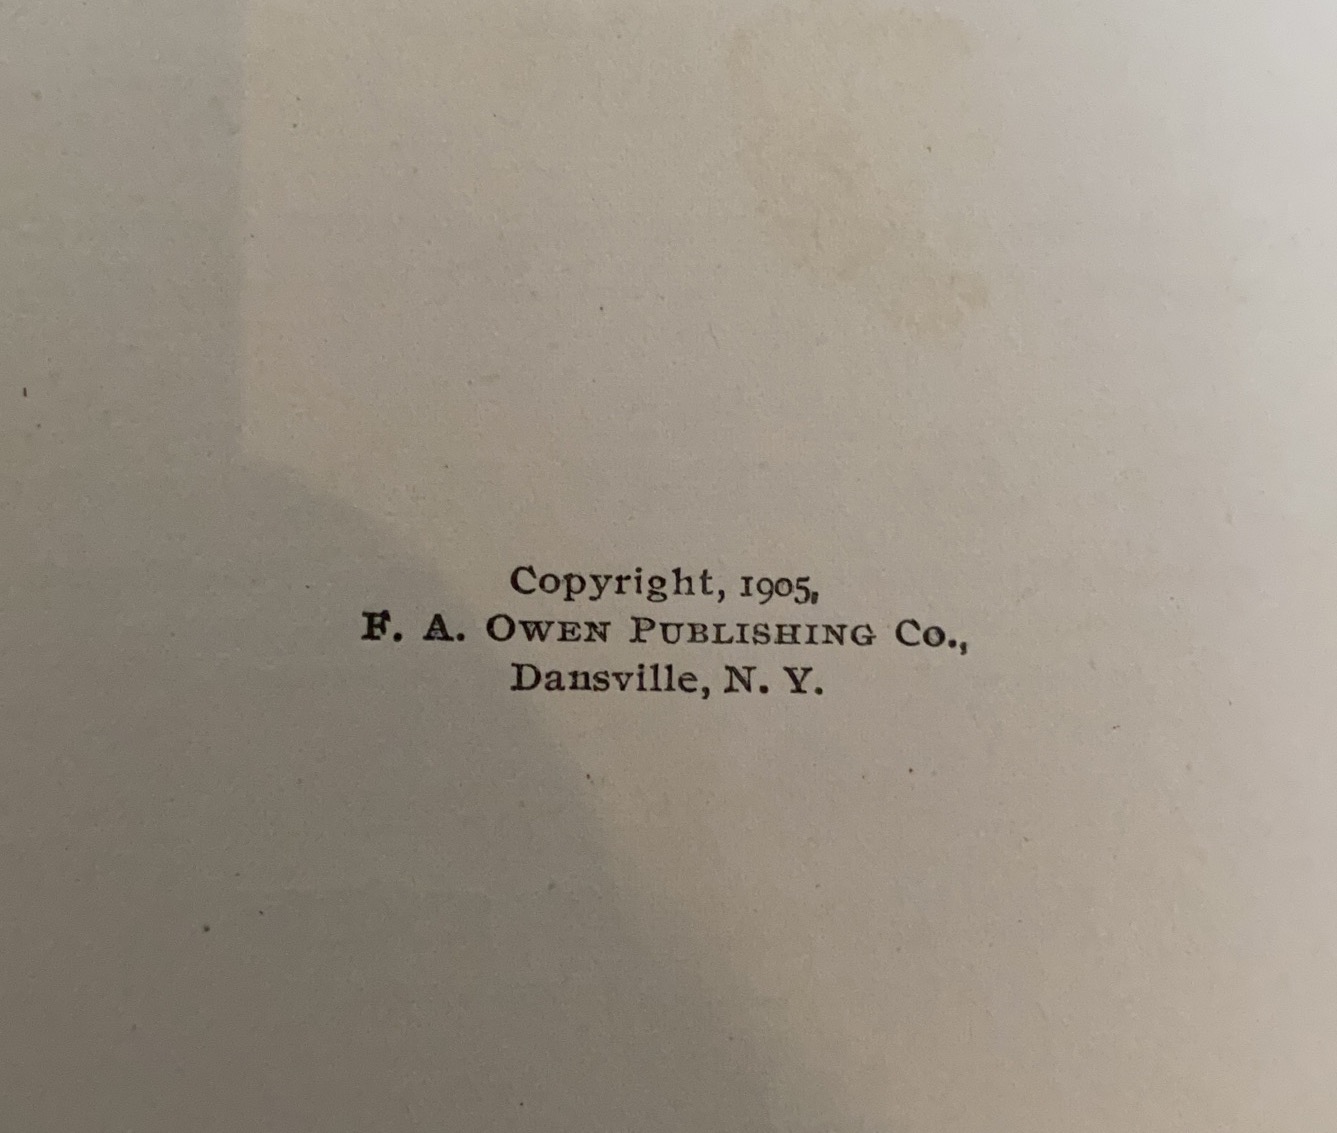 Copyright, 1905,
F. A. OWEN PUBLISHING CO.,
Dansville, N. Y.